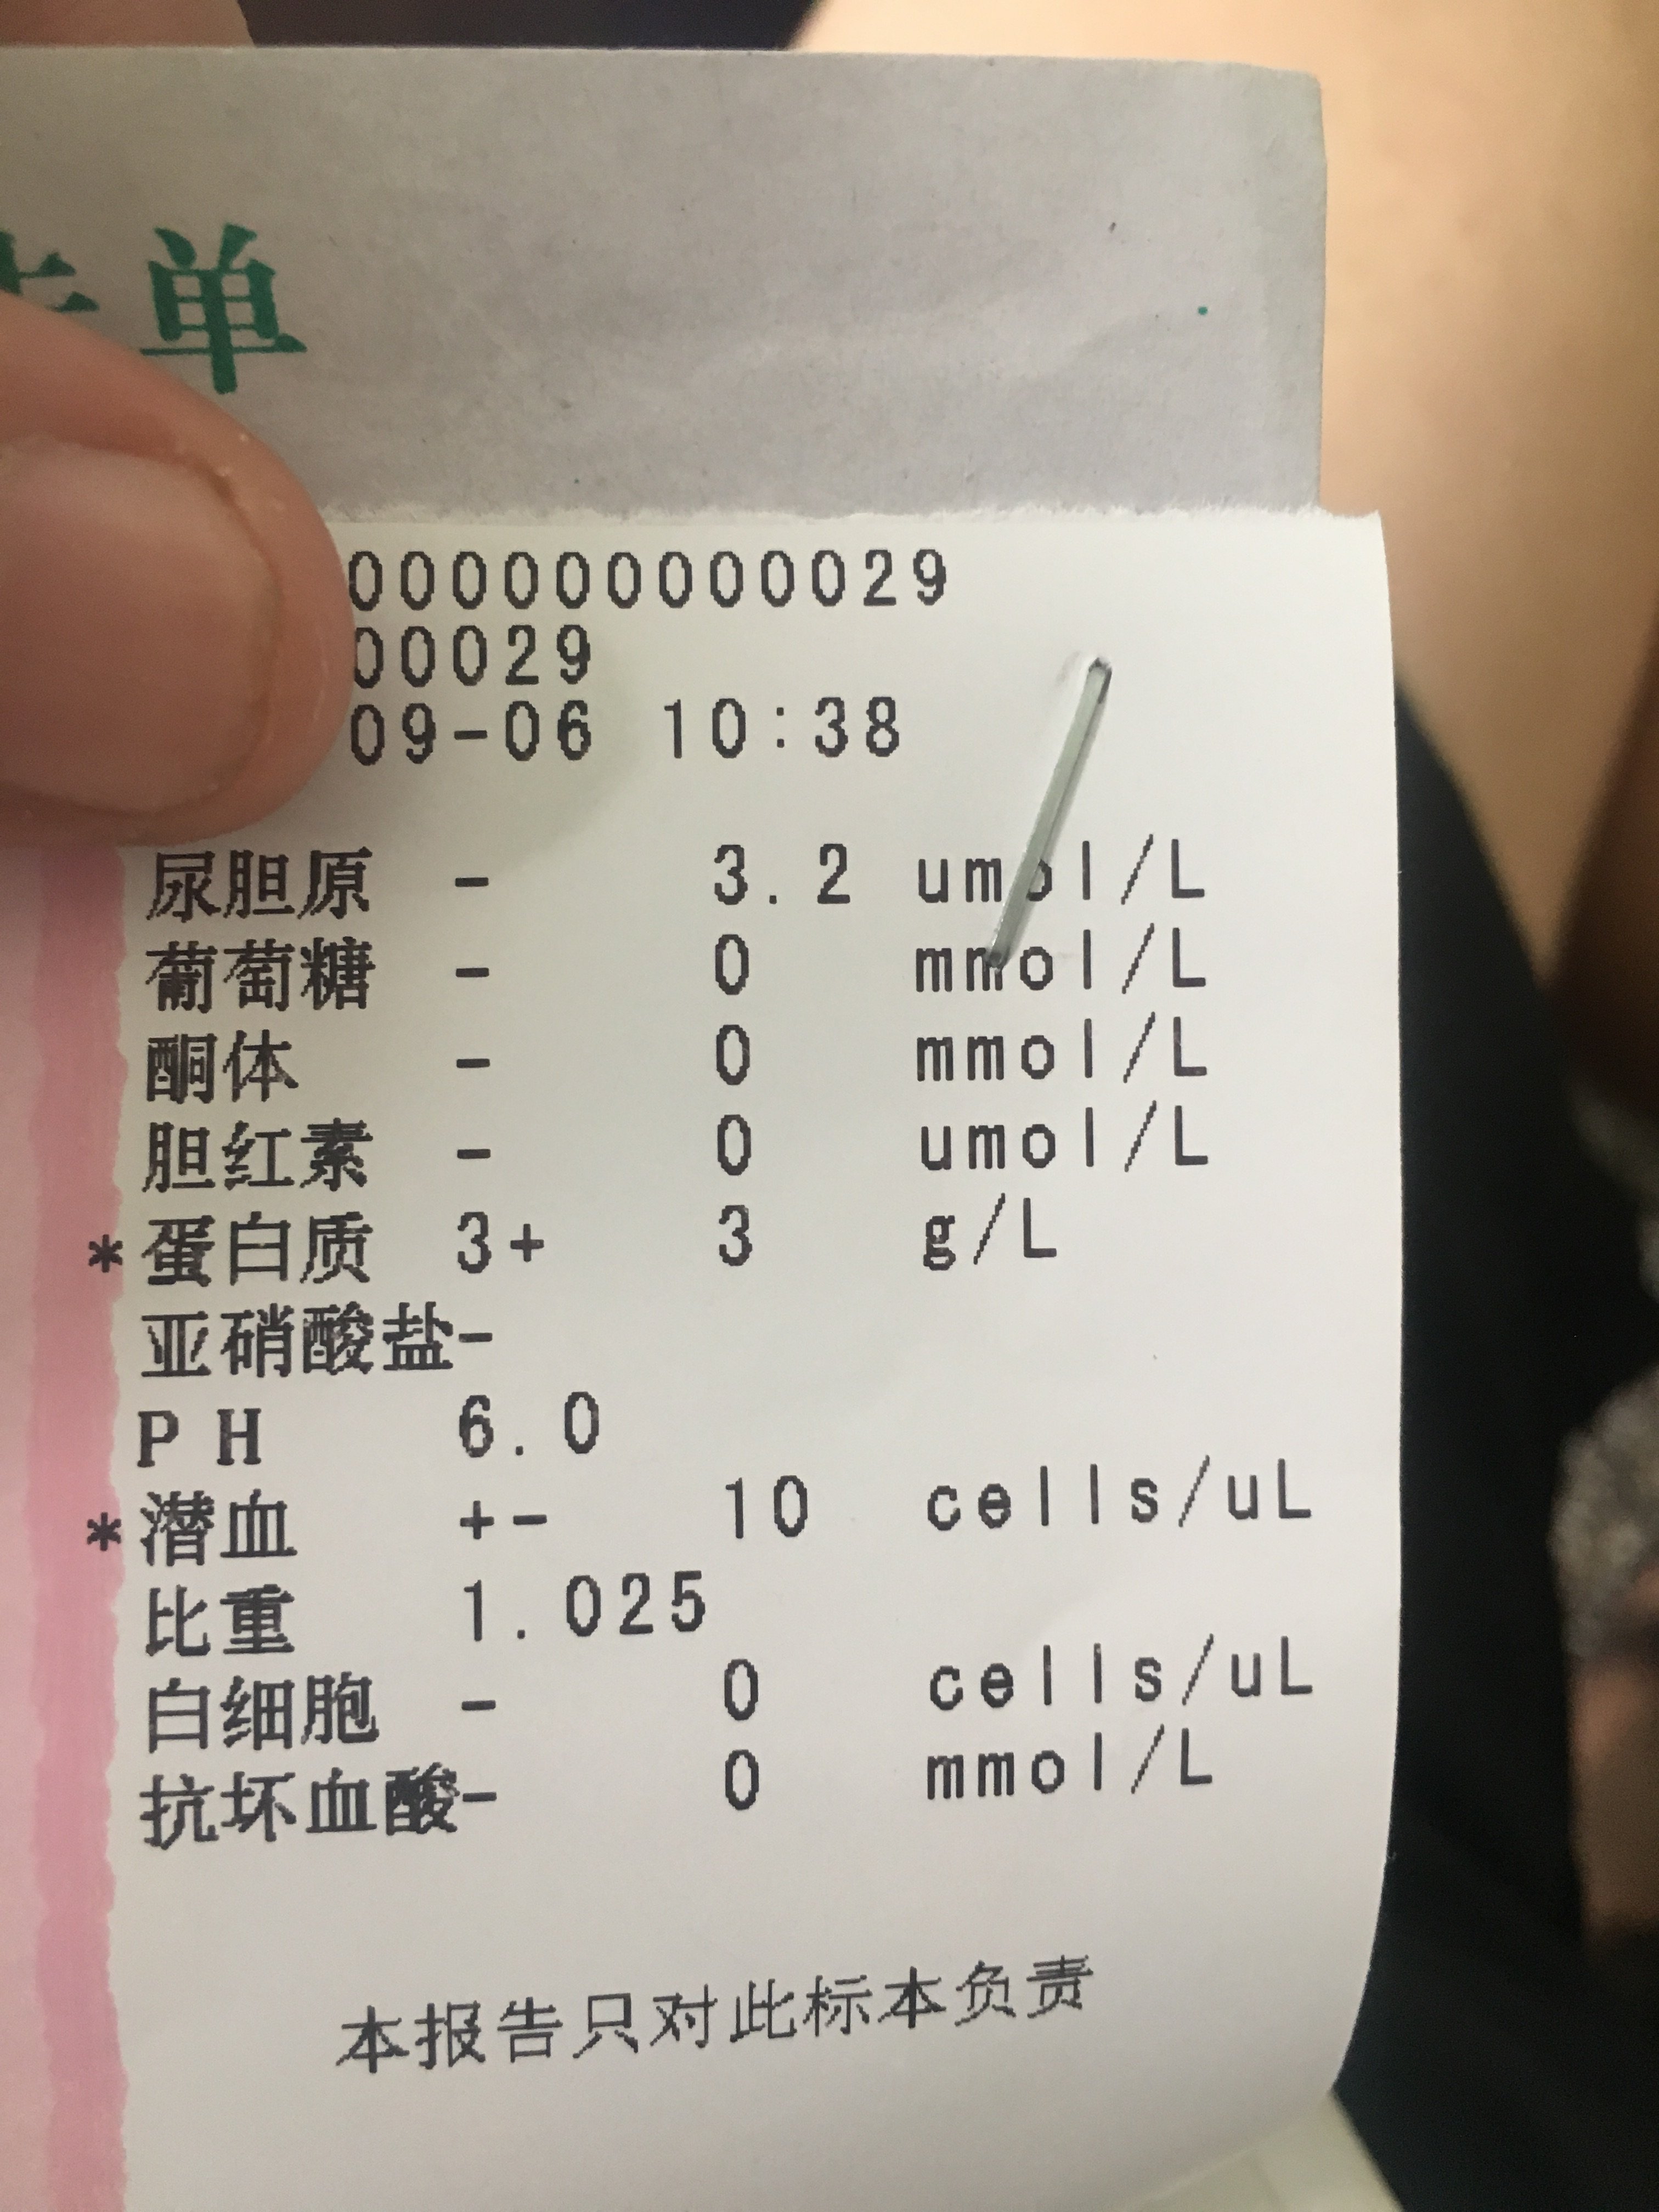 单
000000000029
00029
09-06 10:38
尿胆原 - 3.2 umol/L
葡萄糖 - 0 mmol/L
酮体 - 0 mmol/L
胆红素 - 0 umol/L
*蛋白质 3+ 3 g/L
亚硝酸盐-
PH 6.0
*潜血 +- 10 cells/uL
比重 1.025
白细胞 - 0 cells/uL
抗坏血酸- 0 mmol/L
本报告只对此标本负责